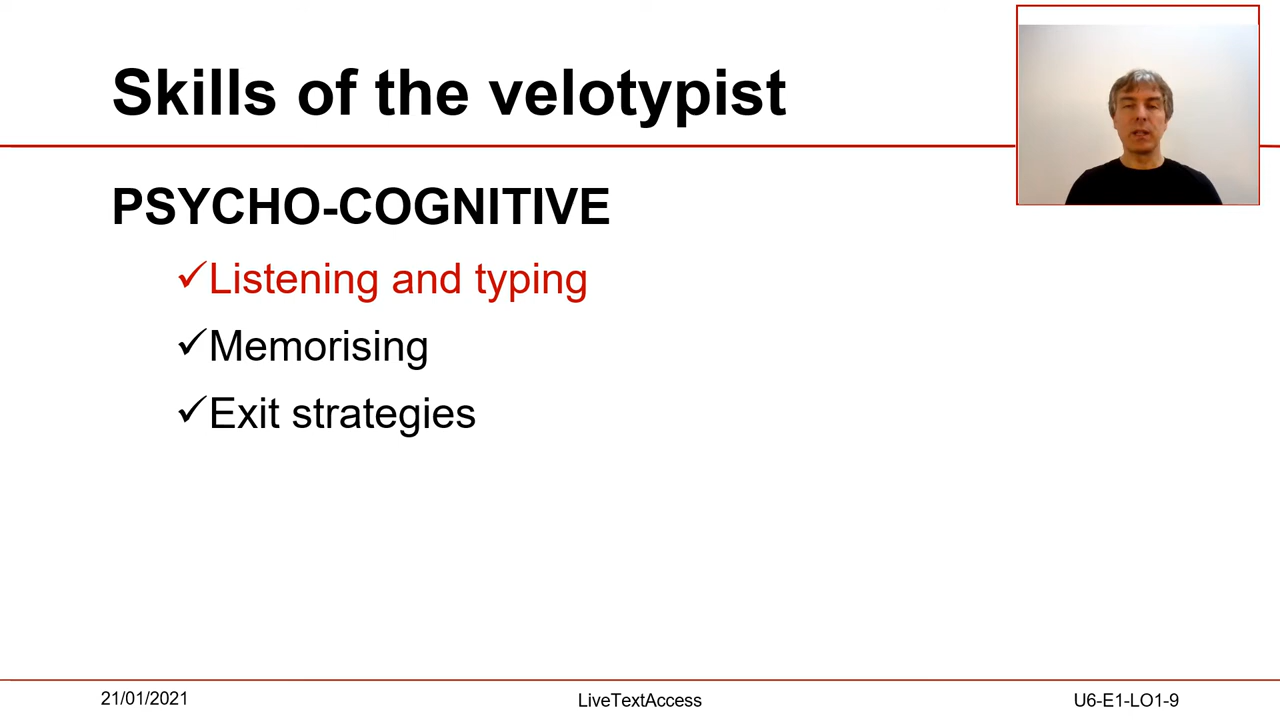 Skills of the velotypist
PSYCHO-COGNITIVE
✓Listening and typing
✓Memorising
✓Exit strategies
21/01/2021
LiveTextAccess
U6-E1-LO1-9